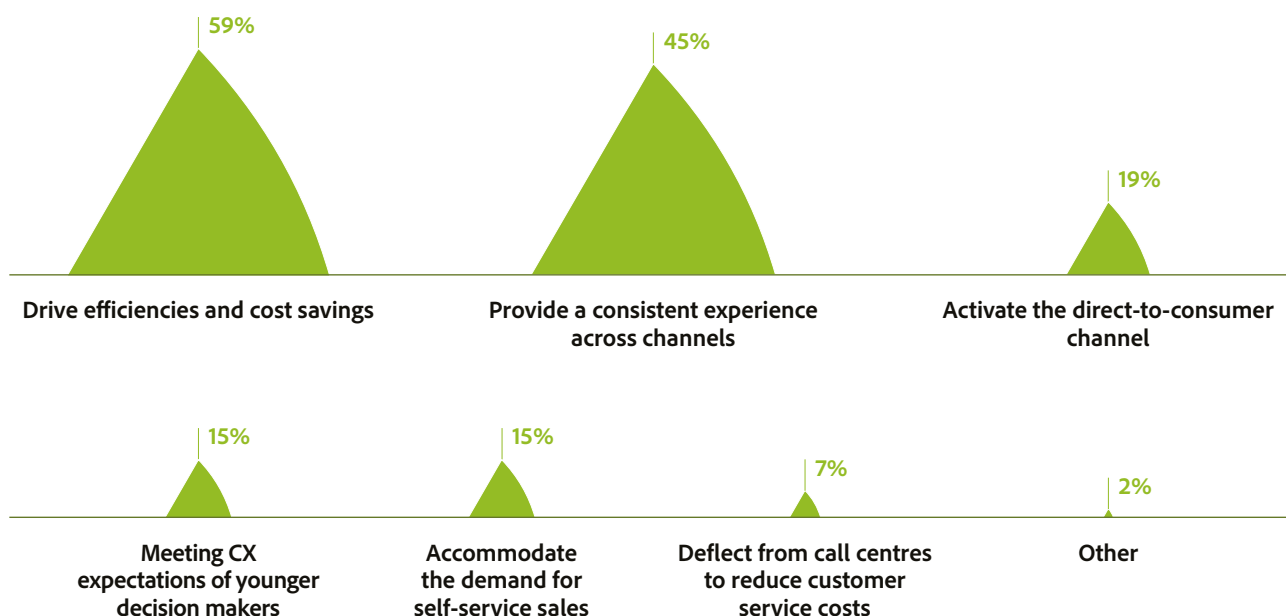 59%
45%
19%
Drive efficiencies and cost savings
Provide a consistent experience
across channels
Activate the direct-to-consumer
channel
15%
15%
7%
2%
Meeting CX
expectations of younger
decision makers
Accommodate
the demand for
self-service sales
Deflect from call centres
to reduce customer
service costs
Other